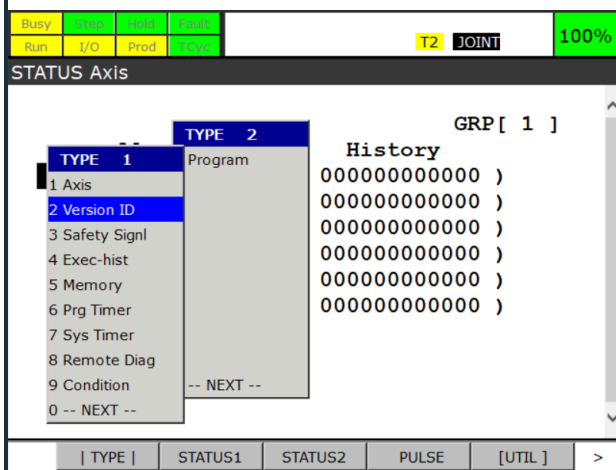 Busy Step Hold Fault
Run I/O Prod TCyc
T2 JOINT 100%
STATUS Axis
GRP[ 1 ]
History
TYPE 1
1 Axis
2 Version ID
3 Safety Signl
4 Exec-hist
5 Memory
6 Prg Timer
7 Sys Timer
8 Remote Diag
9 Condition
0 -- NEXT --
TYPE 2
Program
-- NEXT --
000000000000 )
000000000000 )
000000000000 )
000000000000 )
000000000000 )
000000000000 )
| TYPE | STATUS1 STATUS2 PULSE [UTIL ] >